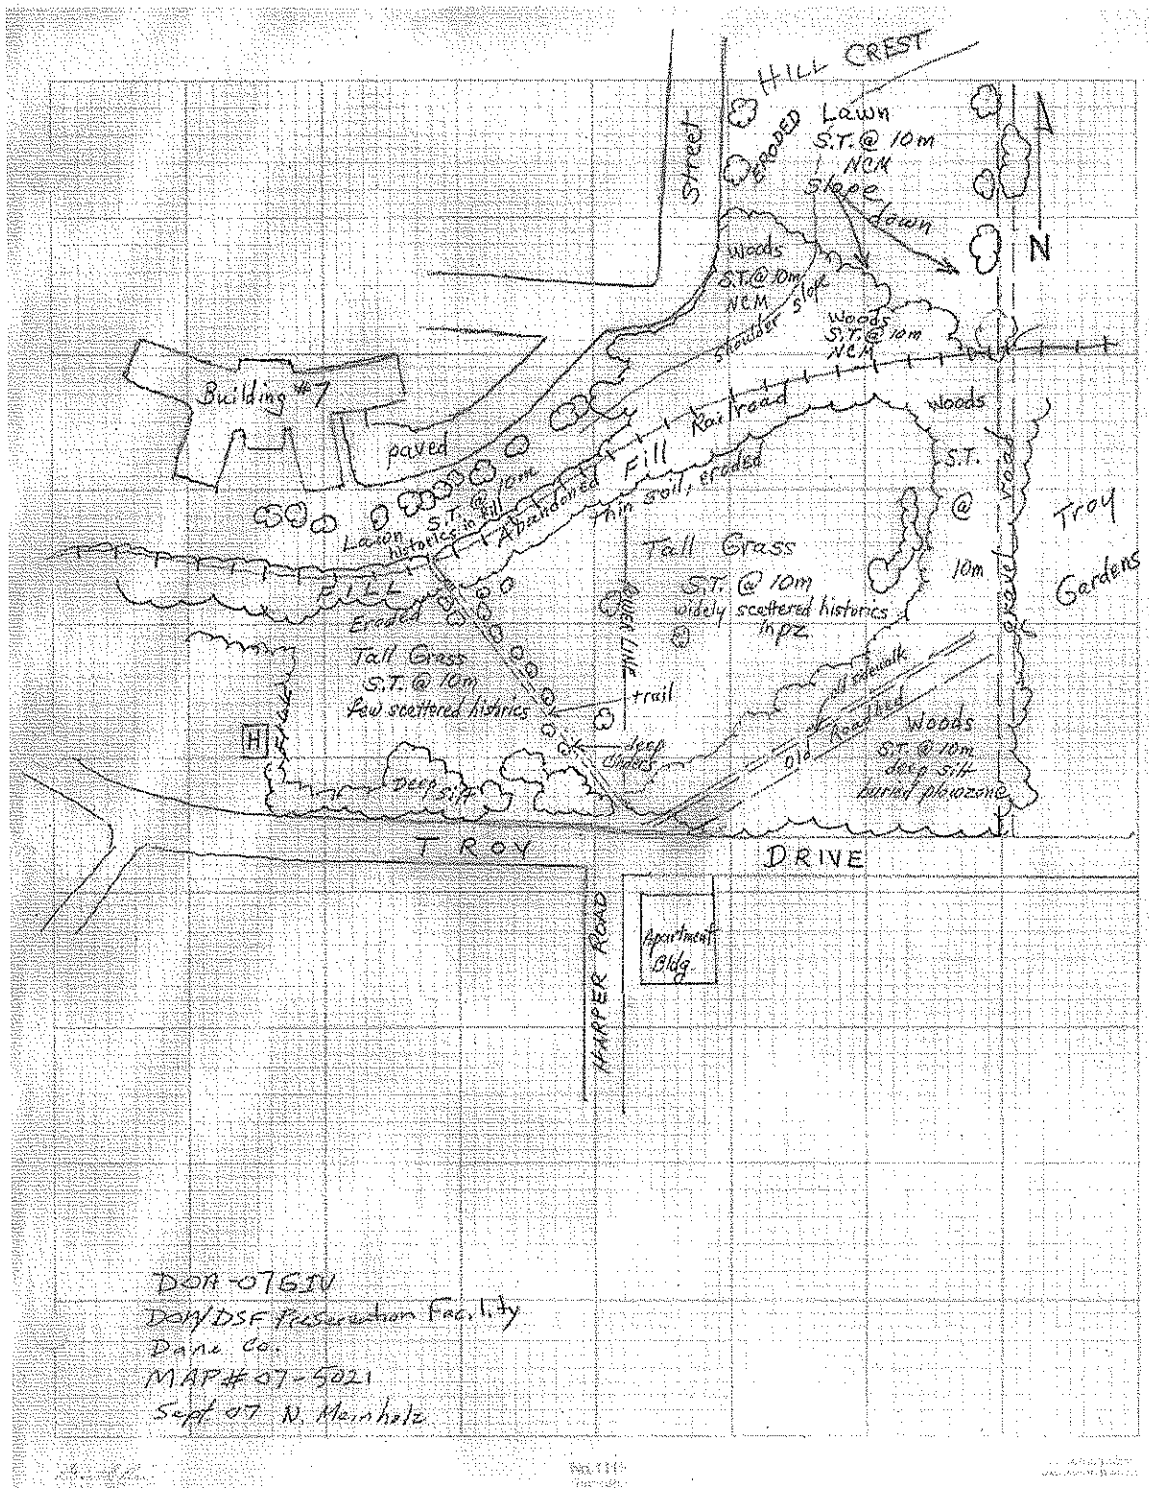 HILL CREST
Street
ERODED
Lawn
S.T. @ 10m
NCM
Slope
down
N
Woods
S.T. @ 10m
NCM
shoulder slope
Woods
S.T. @ 10m
NCM
Building #7
paved
Railroad
Abandoned
Fill
Thin soil, eroded
Woods
S.T.
@
10m
gravel road
Troy
Gardens
S.T. @ 10m
historics in fill
FILL
Eroded
Tall Grass
S.T. @ 10m
widely scattered historics
in pz
LINE
Tall Grass
S.T. @ 10m
few scattered historics
trail
deep
cinders
H
Deep
Silt
sidewalk
Old Roadbed
Woods
S.T. @ 10m
deep silt
buried plowzone
TROY
DRIVE
HARPER ROAD
Apartment
Bldg.
DOA-07GIV
DOA/DSF Preservation Facility
Dane Co.
MAP# 07-5021
Sept 07 N. Meinholz